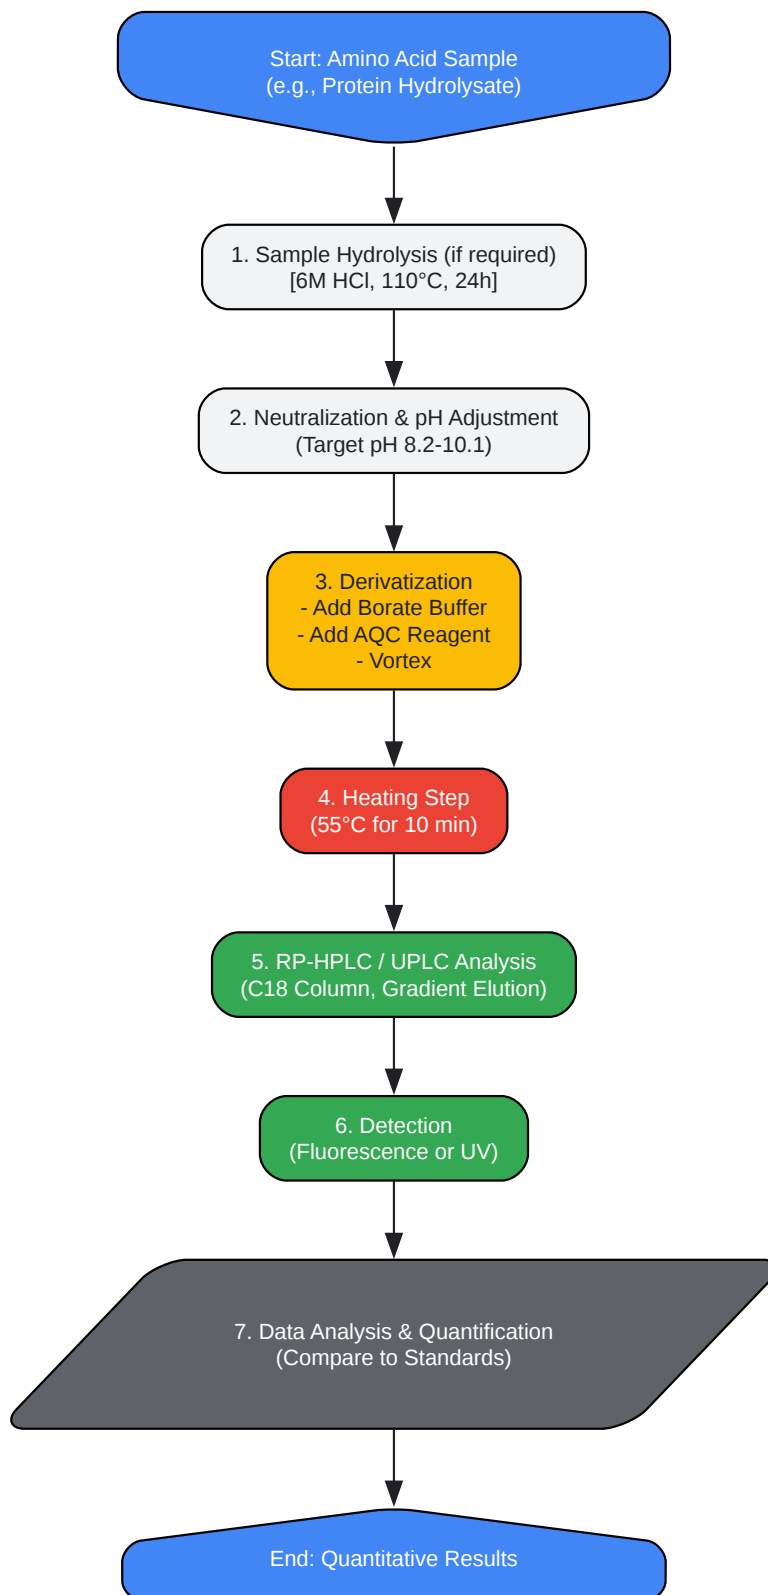 Start: Amino Acid Sample
(e.g., Protein Hydrolysate)
1. Sample Hydrolysis (if required)
[6M HCl, 110°C, 24h]
2. Neutralization & pH Adjustment
(Target pH 8.2-10.1)
3. Derivatization
- Add Borate Buffer
- Add AQC Reagent
- Vortex
4. Heating Step
(55°C for 10 min)
5. RP-HPLC / UPLC Analysis
(C18 Column, Gradient Elution)
6. Detection
(Fluorescence or UV)
7. Data Analysis & Quantification
(Compare to Standards)
End: Quantitative Results